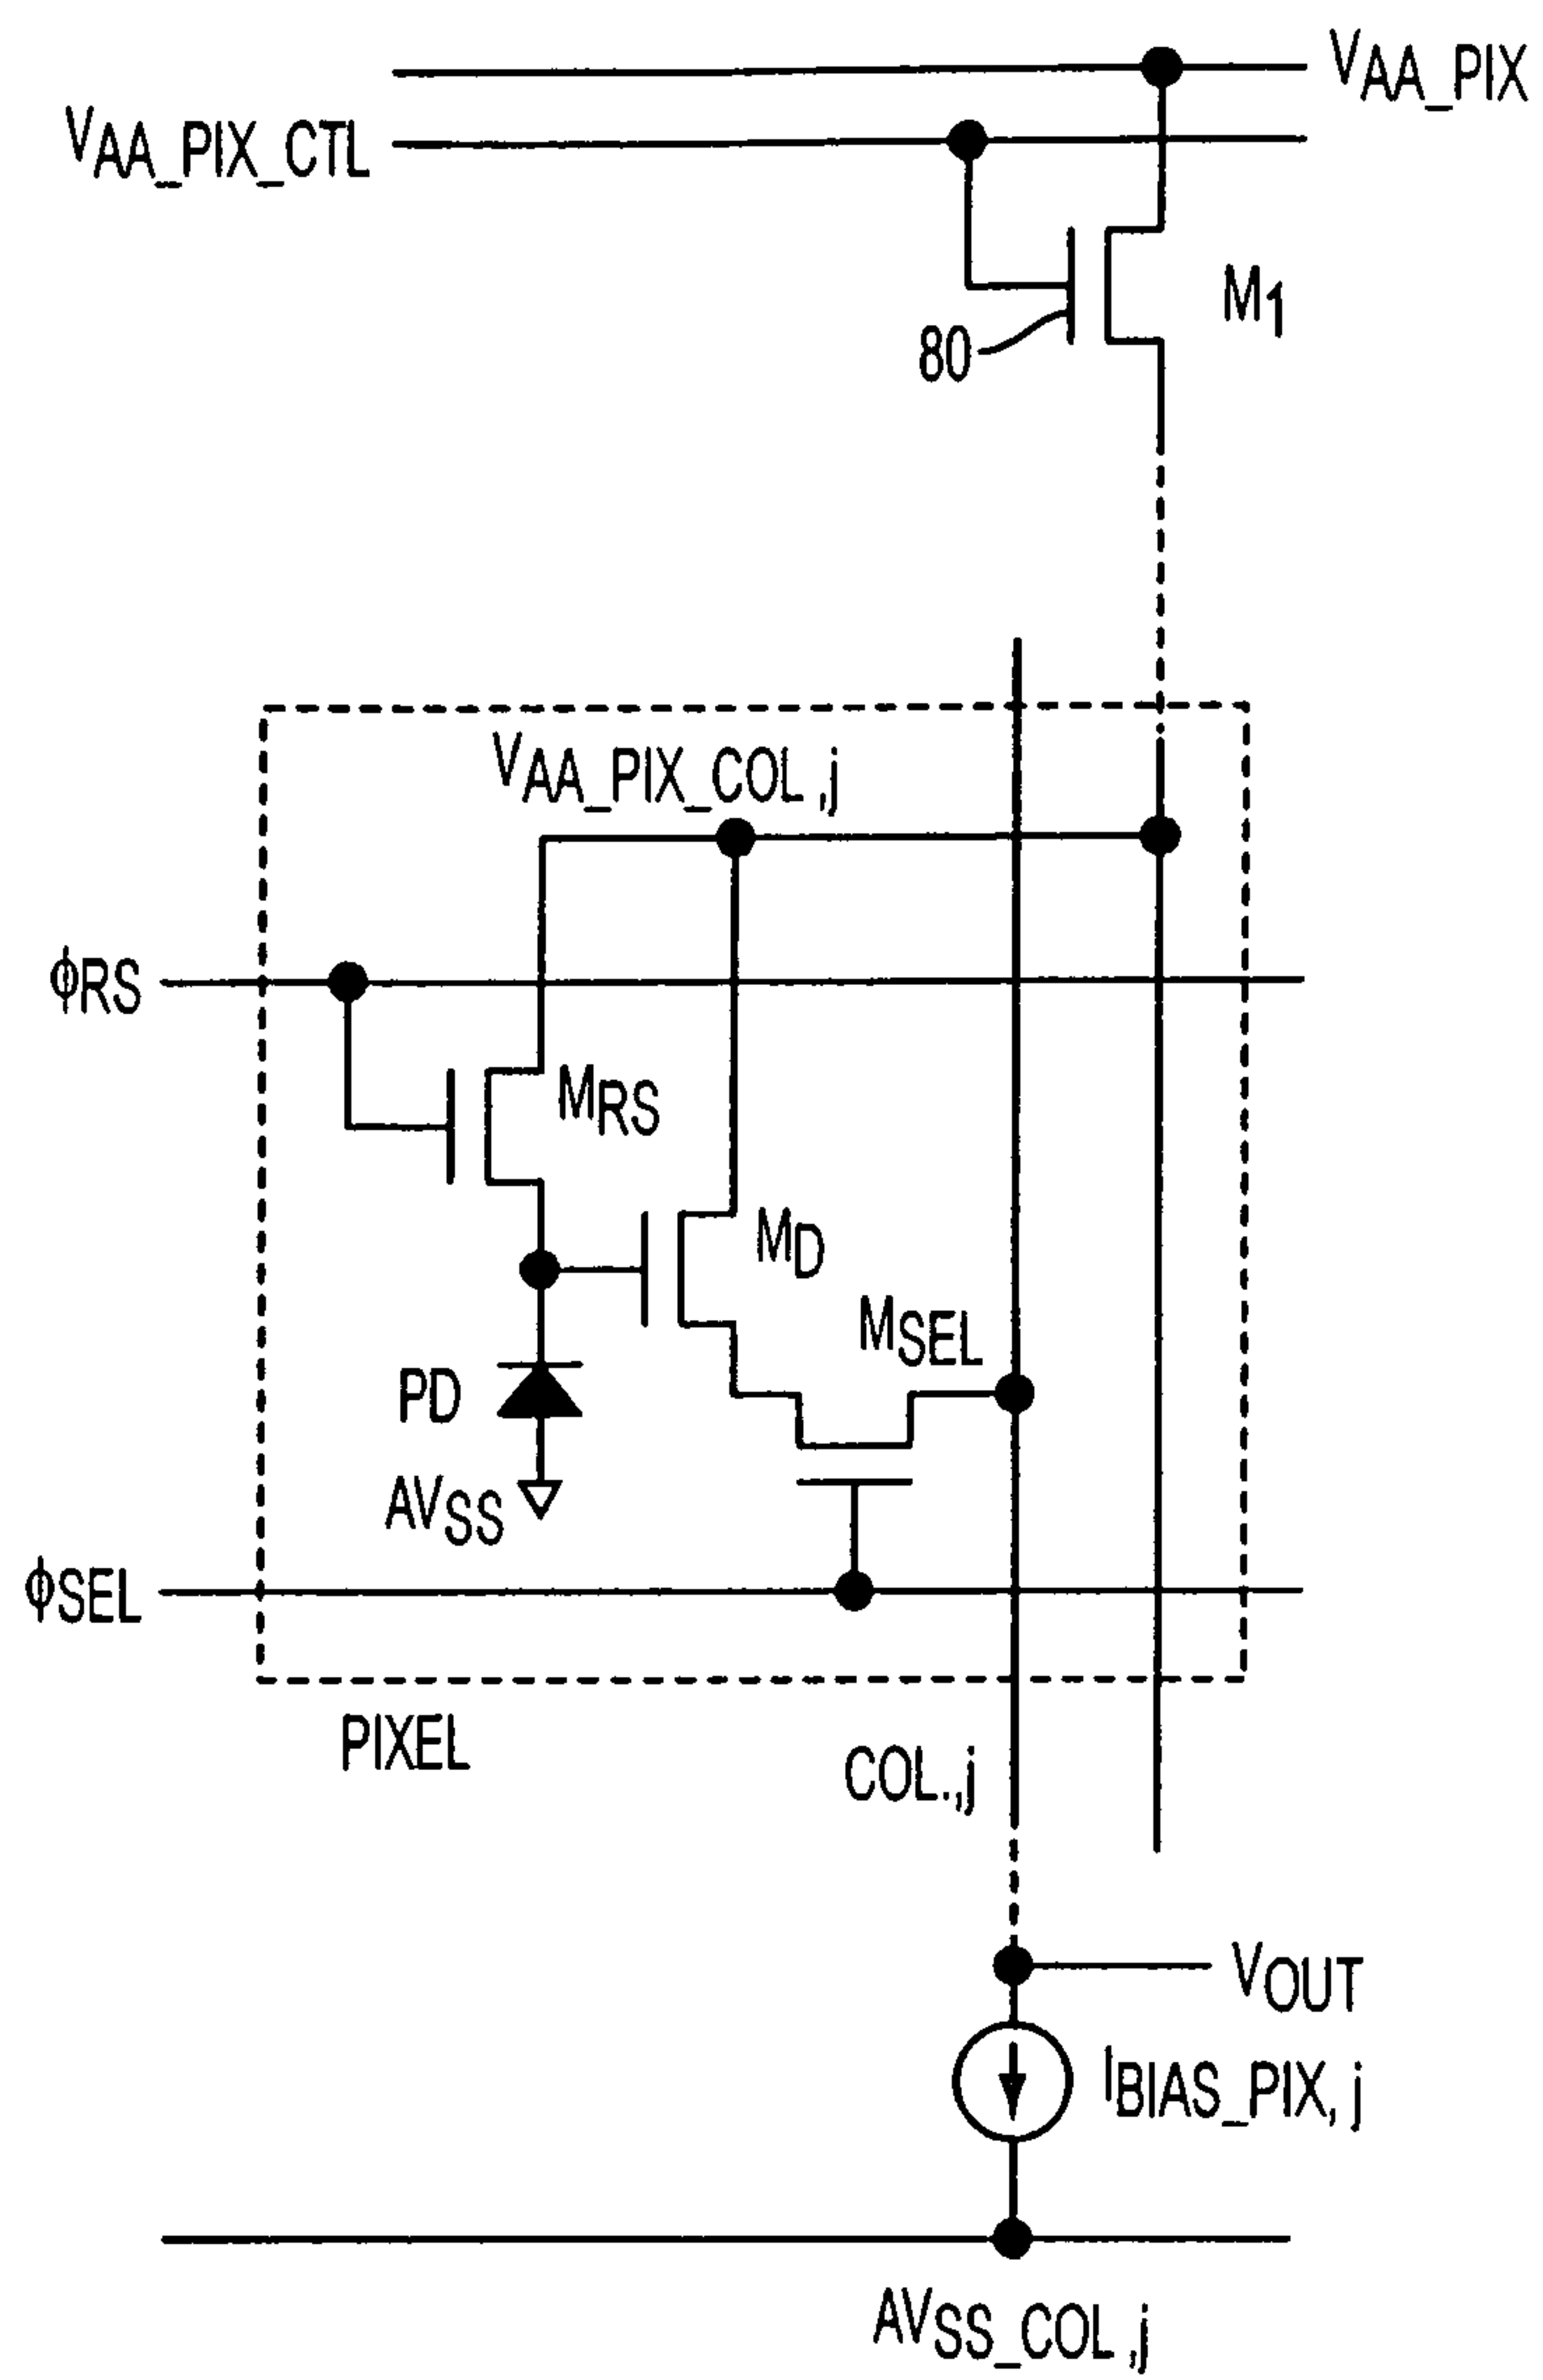 VAA_PIX
VAA_PIX_CTL
M1
80
VAA_PIX_COL,j
ϕRS
MRS
MD
MSEL
PD
AVSS
ϕSEL
PIXEL
COL.,j
VOUT
IBIAS_PIX, j
AVSS_COL,j